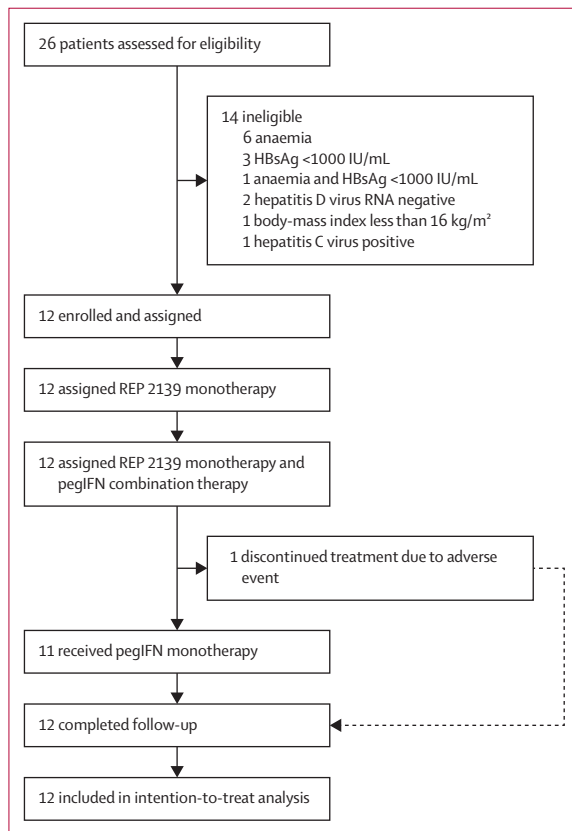 26 patients assessed for eligibility
14 ineligible
6 anaemia
3 HBsAg <1000 IU/mL
1 anaemia and HBsAg <1000 IU/mL
2 hepatitis D virus RNA negative
1 body-mass index less than 16 kg/m²
1 hepatitis C virus positive
12 enrolled and assigned
12 assigned REP 2139 monotherapy
12 assigned REP 2139 monotherapy and
pegIFN combination therapy
1 discontinued treatment due to adverse
event
11 received pegIFN monotherapy
12 completed follow-up
12 included in intention-to-treat analysis